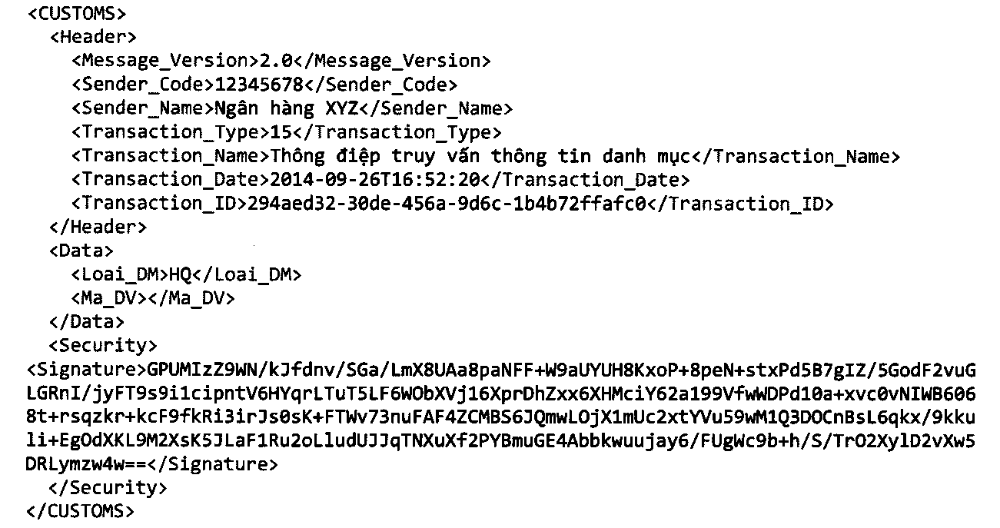 <CUSTOMS>
<Header>
<Message_Version>2.0</Message_Version>
<Sender_Code>12345678</Sender_Code>
<Sender_Name>Ngân hàng XYZ</Sender_Name>
<Transaction_Type>15</Transaction_Type>
<Transaction_Name>Thông điệp truy vấn thông tin danh mục</Transaction_Name>
<Transaction_Date>2014-09-26T16:52:20</Transaction_Date>
<Transaction_ID>294aed32-30de-456a-9d6c-1b4b72ffafc0</Transaction_ID>
</Header>
<Data>
<Loai_DM>HQ</Loai_DM>
<Ma_DV></Ma_DV>
</Data>
<Security>
<Signature>GPUMIzZ9WN/kJfdnv/SGa/LmX8UAa8paNFF+W9aUYUH8KxoP+8peN+stxPd5B7gIZ/5GodF2vuG
LGRnI/jyFT9s9i1cipntV6HYqrLTuT5LF6WObXVj16XprDhZxx6XHMciY62a199VfwWDPd10a+xvc0vNIWB606
8t+rsqzkr+kcF9fkRi3irJs0sK+FTWv73nuFAF4ZCMBS6JQmwLOjX1mUc2xtYVu59wM1Q3DOCnBsL6qkx/9kku
li+EgOdXKL9M2XsK5JLaF1Ru2oLludUJJqTNXuXf2PYBmuGE4Abbkwuujay6/FUgWc9b+h/S/TrO2XylD2vXw5
DRLymzw4w==</Signature>
</Security>
</CUSTOMS>